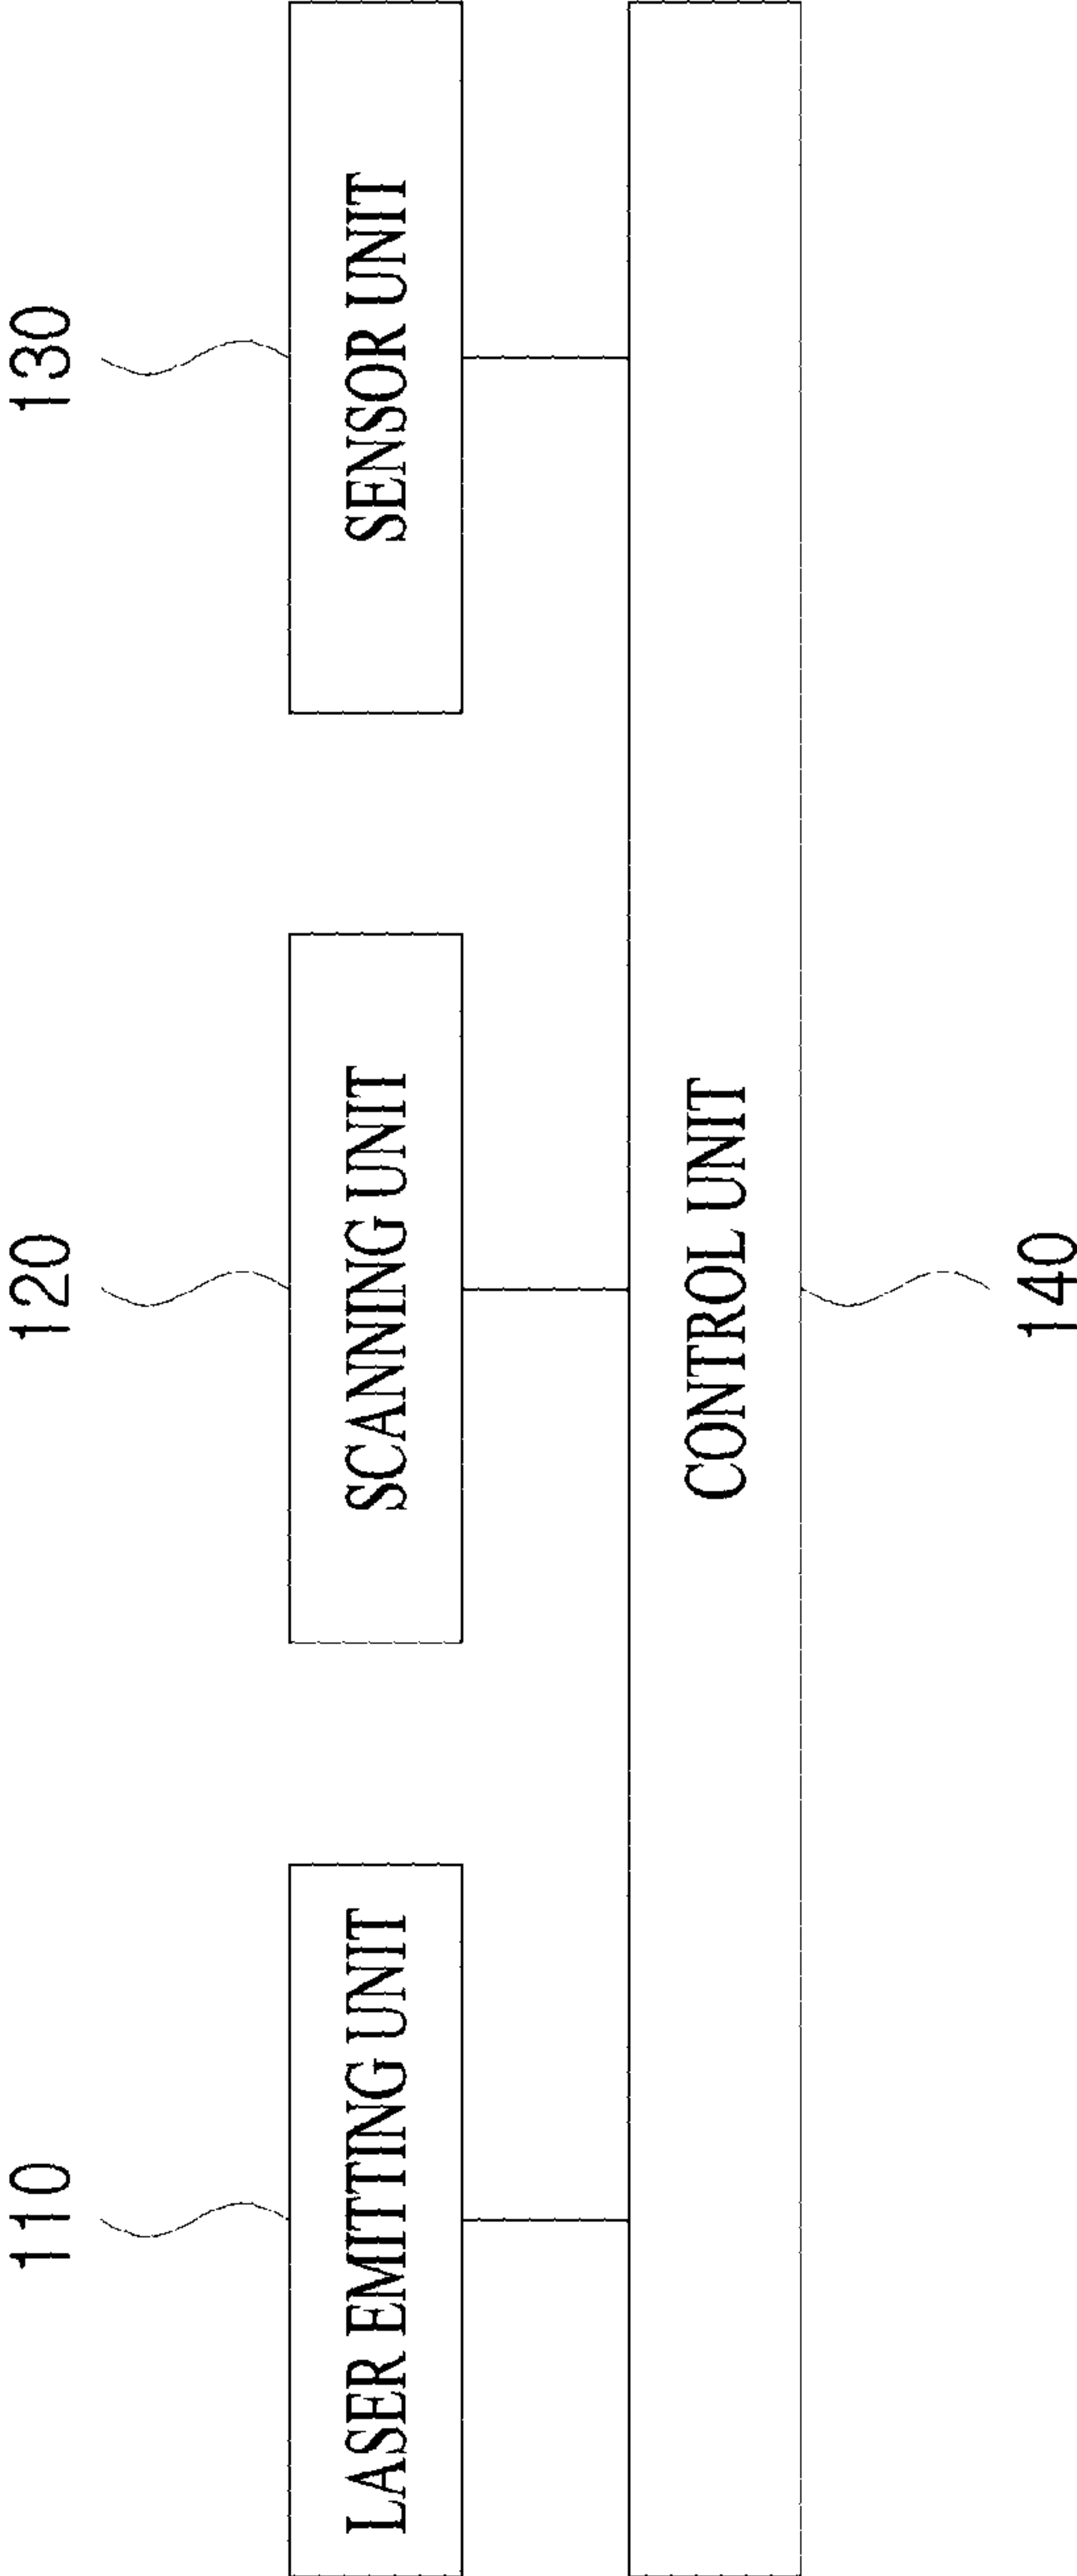 110
120
130
LASER EMITTING UNIT
SCANNING UNIT
SENSOR UNIT
CONTROL UNIT
140